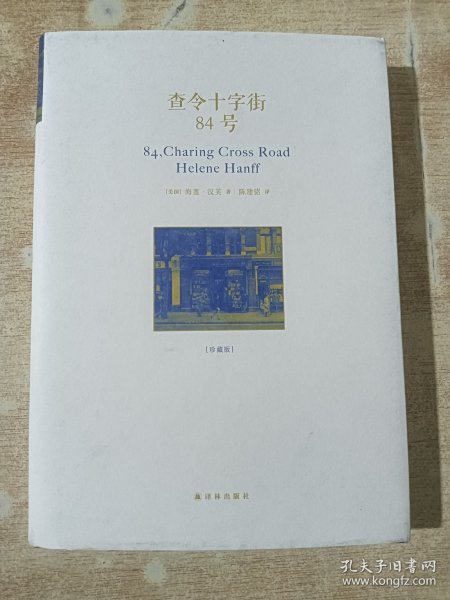 查令十字街
84 号
84, Charing Cross Road
Helene Hanff
[美国] 海莲·汉芙 著 陈建铭 译
[珍藏版]
译林出版社
孔夫子旧书网
www.kongfz.com